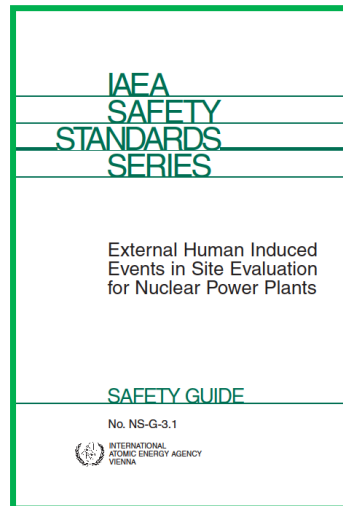 IAEA
SAFETY
STANDARDS
SERIES
External Human Induced
Events in Site Evaluation
for Nuclear Power Plants
SAFETY GUIDE
No. NS-G-3.1
INTERNATIONAL
ATOMIC ENERGY AGENCY
VIENNA